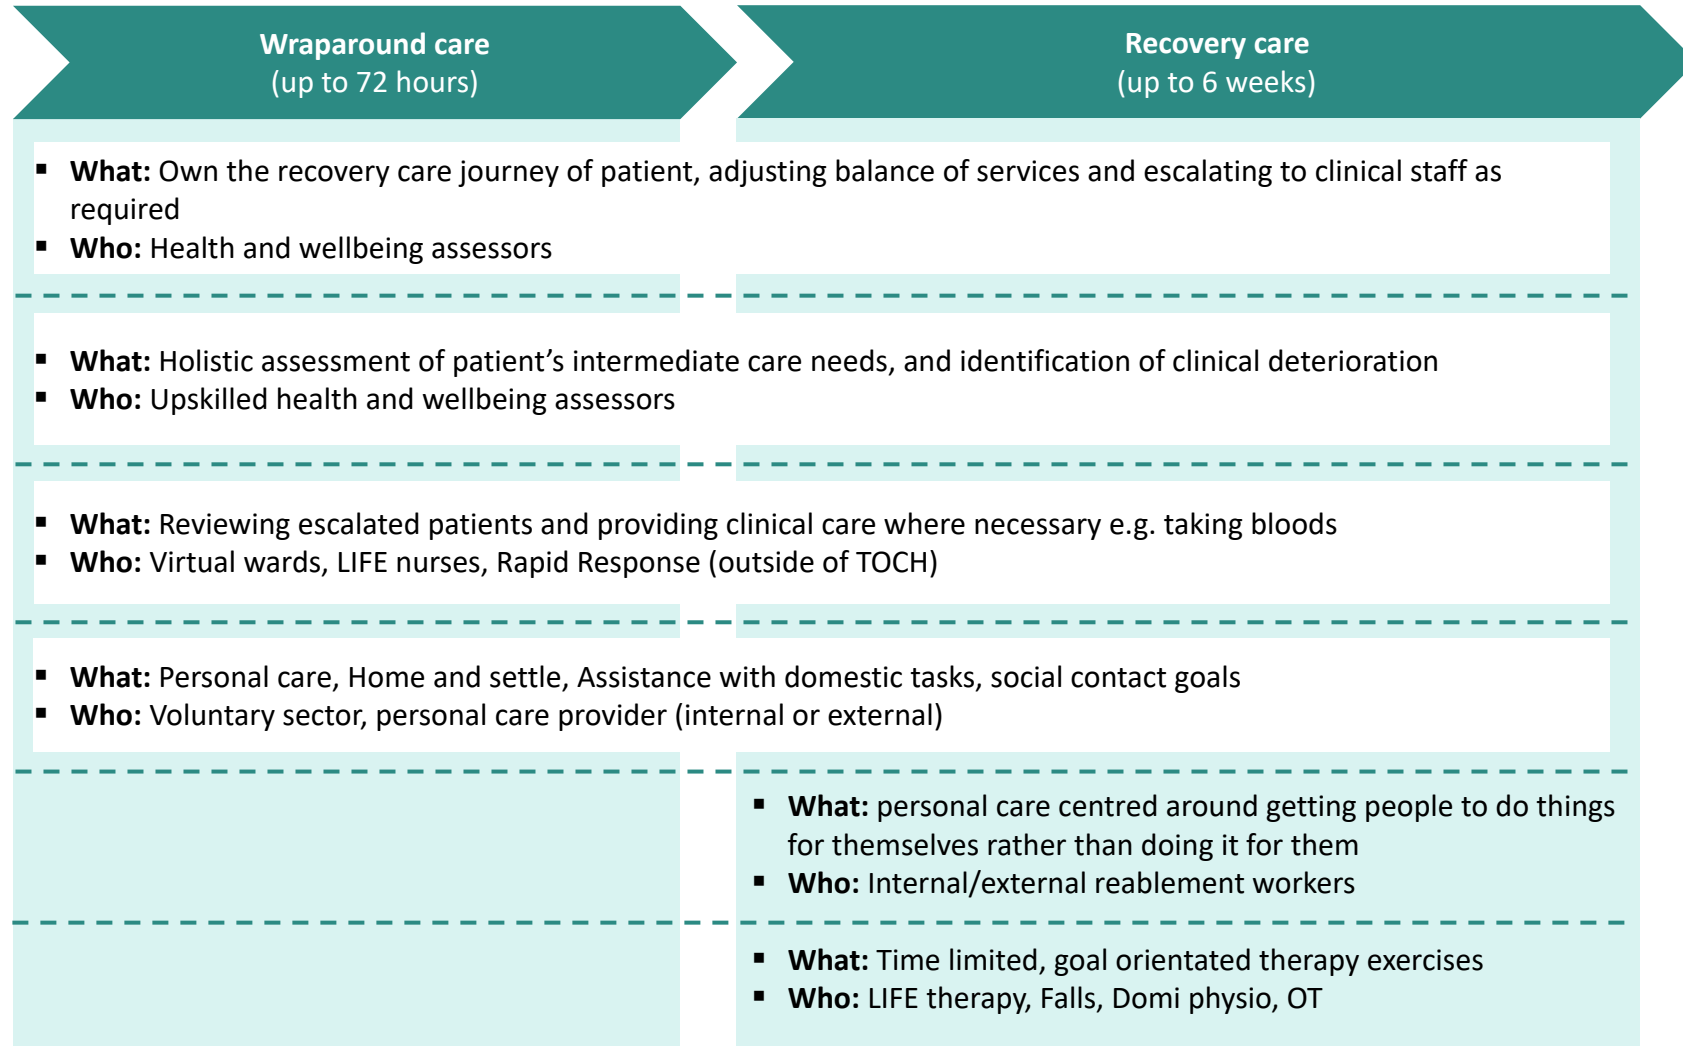 Wraparound care
(up to 72 hours)
Recovery care
(up to 6 weeks)
▪ What: Own the recovery care journey of patient, adjusting balance of services and escalating to clinical staff as
required
▪ Who: Health and wellbeing assessors
▪ What: Holistic assessment of patient’s intermediate care needs, and identification of clinical deterioration
▪ Who: Upskilled health and wellbeing assessors
▪ What: Reviewing escalated patients and providing clinical care where necessary e.g. taking bloods
▪ Who: Virtual wards, LIFE nurses, Rapid Response (outside of TOCH)
▪ What: Personal care, Home and settle, Assistance with domestic tasks, social contact goals
▪ Who: Voluntary sector, personal care provider (internal or external)
▪ What: personal care centred around getting people to do things
for themselves rather than doing it for them
▪ Who: Internal/external reablement workers
▪ What: Time limited, goal orientated therapy exercises
▪ Who: LIFE therapy, Falls, Domi physio, OT